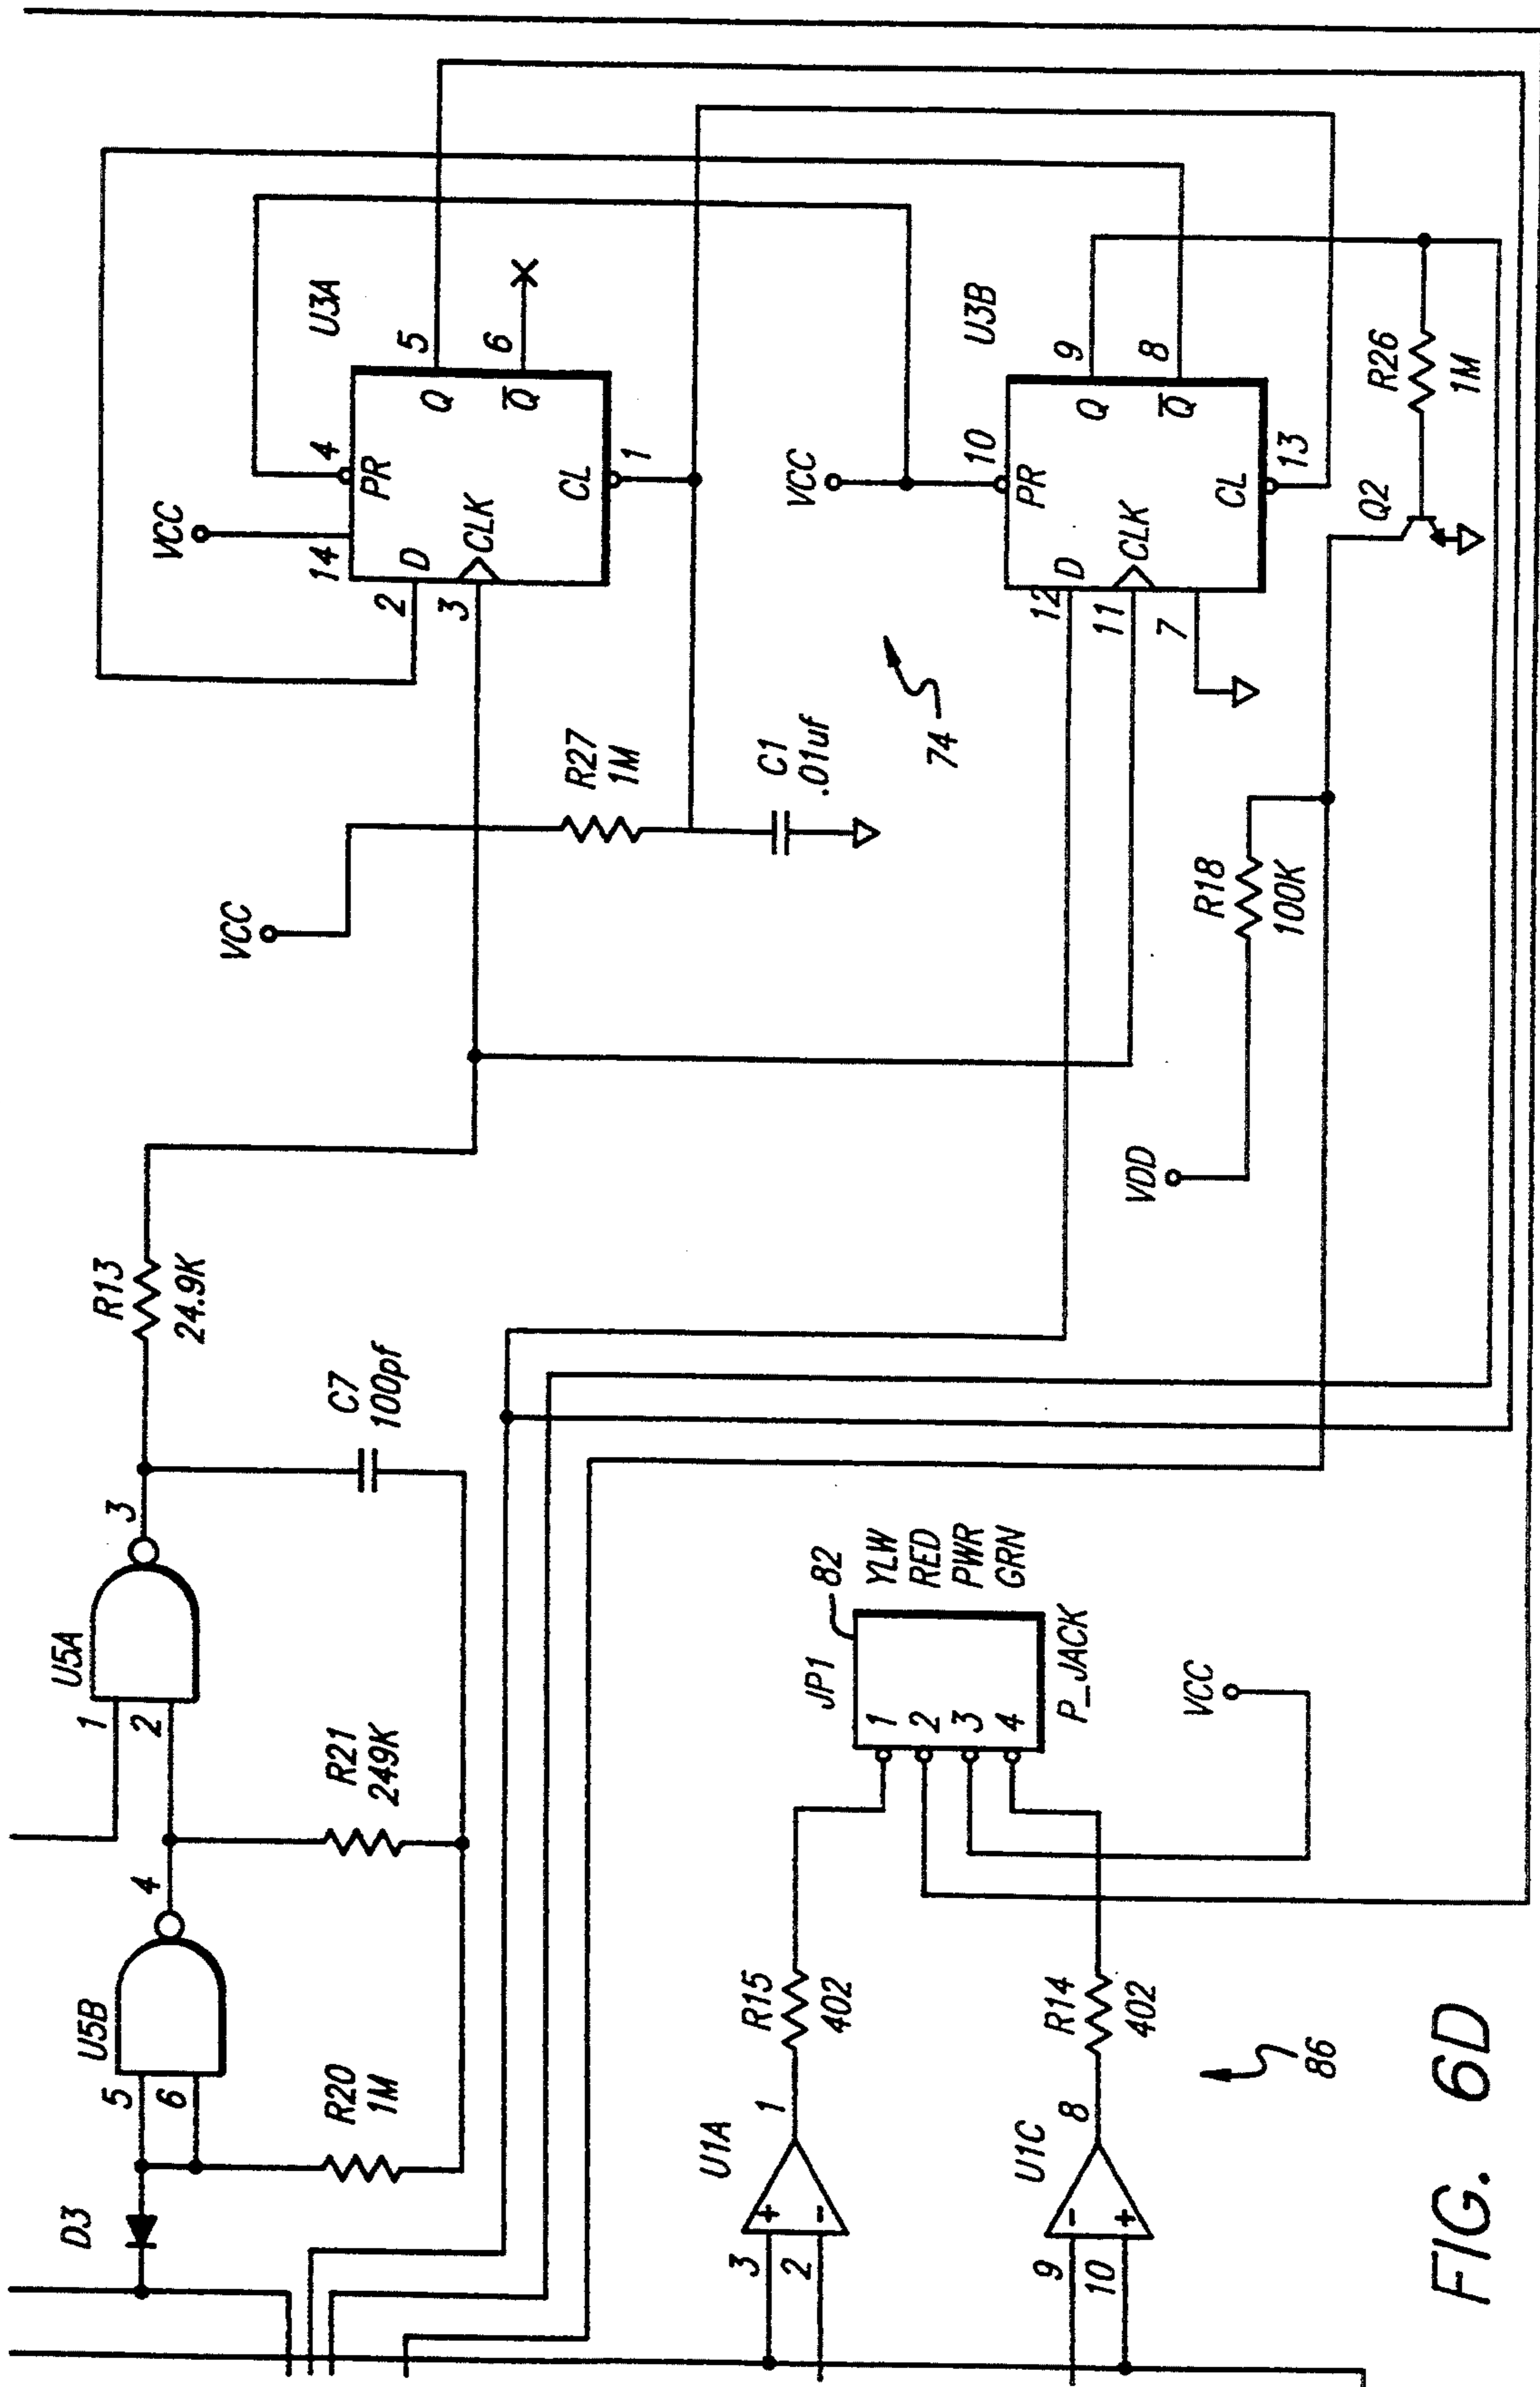 D3
5
6
U5B
4
R20
1M
R21
249K
1
2
U5A
3
C7
100pf
R13
24.9K
VCC
R27
1M
C1
.01uf
VCC
14
4
PR
2
D
3
CLK
CL
1
Q
5
Q
6
U3A
74
VCC
10
PR
12
D
11
CLK
7
CL
13
Q
9
Q
8
U3B
VDD
R18
100K
Q2
R26
1M
U1A
3
+
2
-
1
R15
402
U1C
9
-
10
+
8
R14
402
86
JP1
82
1 YLW
2 RED
3 PWR
4 GRN
P_JACK
VCC
FIG. 6D